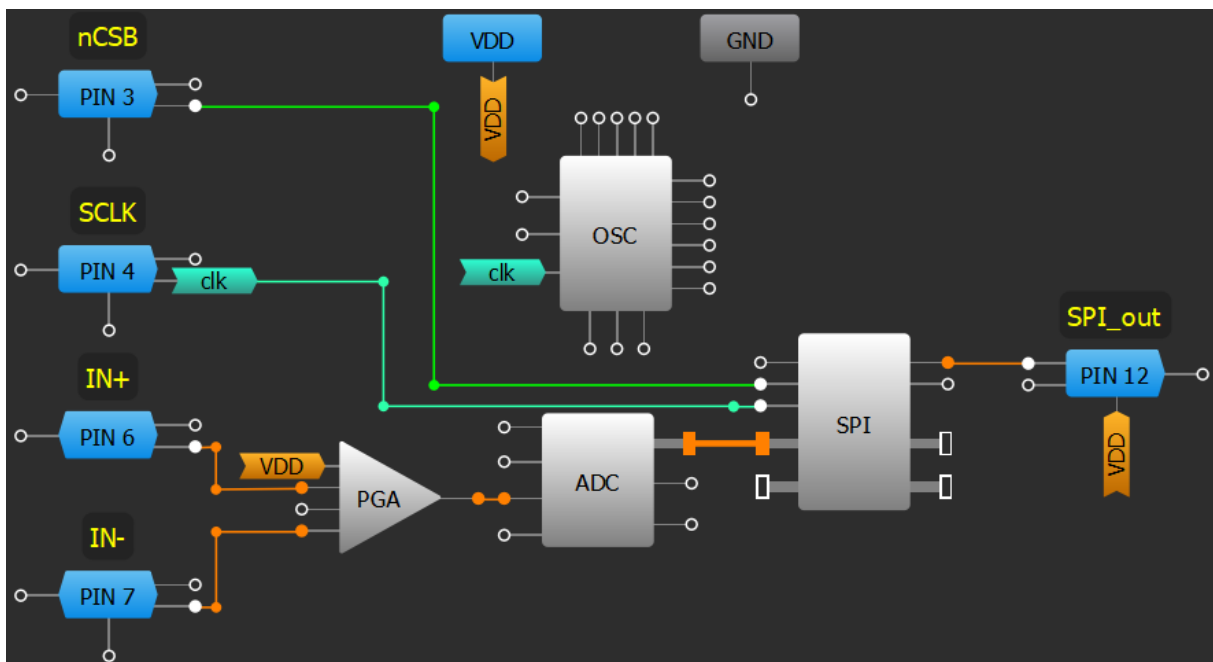 nCSB
VDD
GND
PIN 3
VDD
SCLK
OSC
PIN 4
clk
clk
SPI_out
IN+
PIN 12
PIN 6
SPI
VDD
VDD
PGA
ADC
IN-
PIN 7